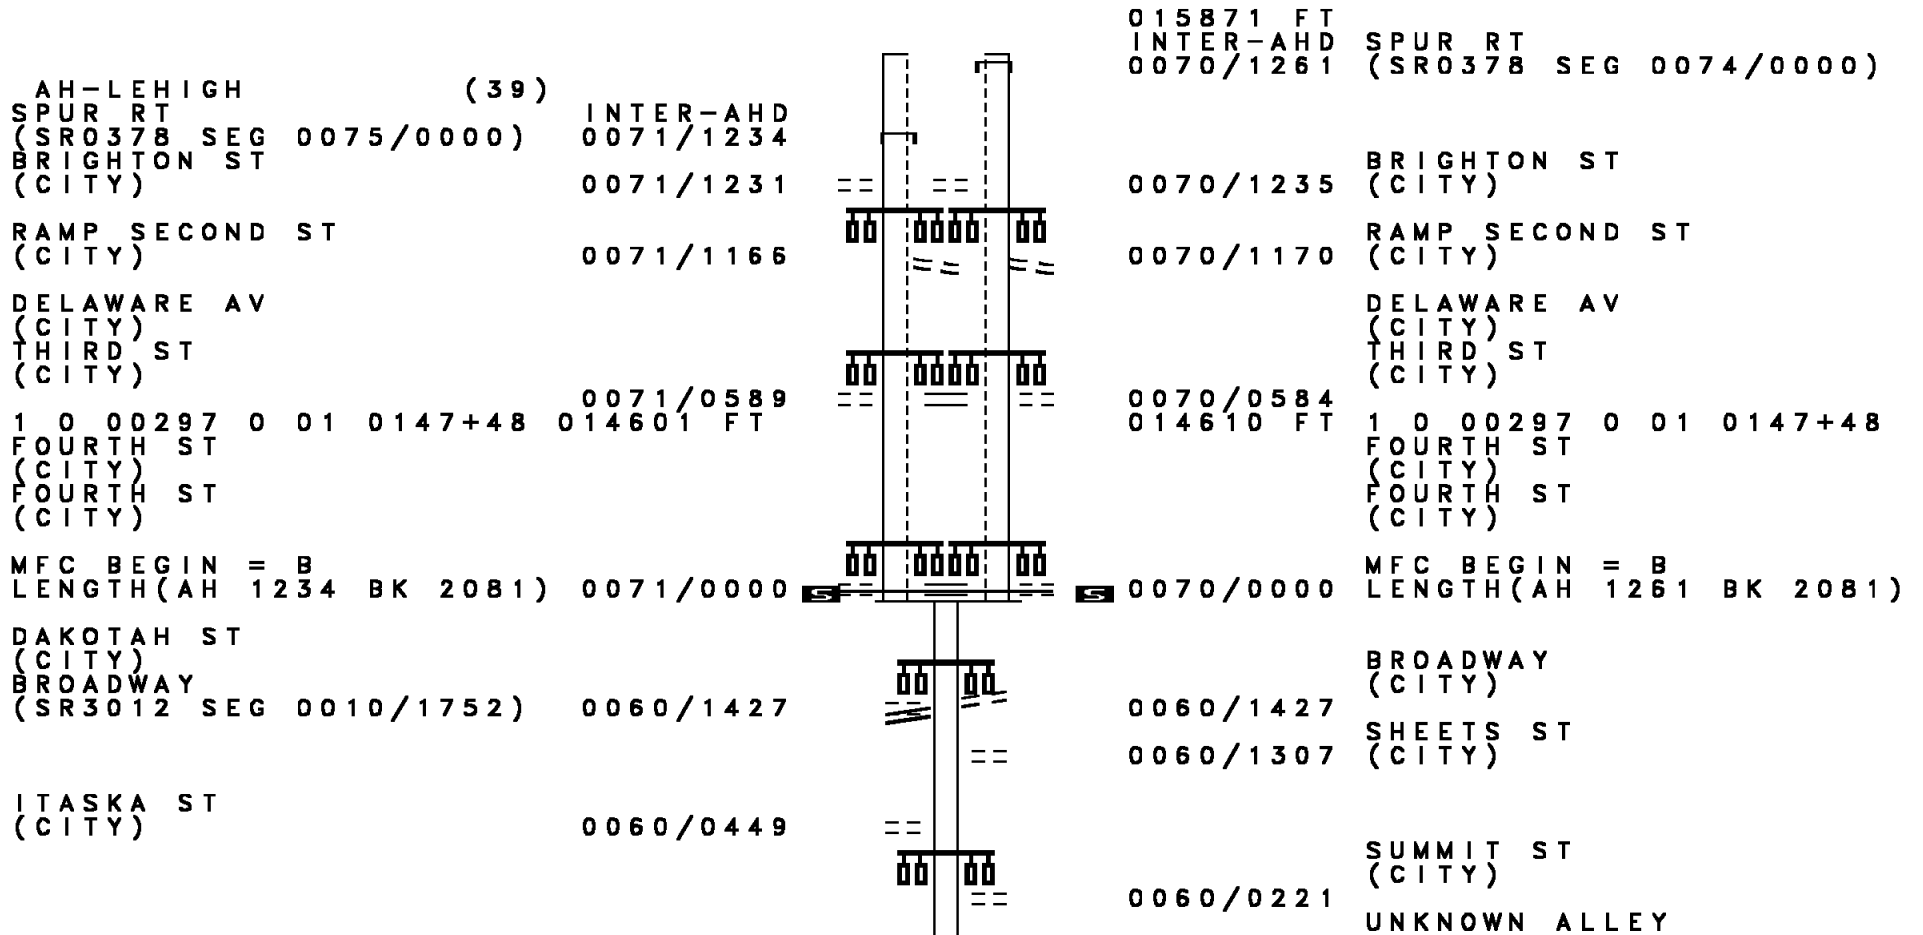 015871 FT
INTER-AHD SPUR RT
0070/1261 (SR0378 SEG 0074/0000)
AH-LEHIGH (39)
SPUR RT INTER-AHD
(SR0378 SEG 0075/0000) 0071/1234
BRIGHTON ST BRIGHTON ST
(CITY) 0071/1231 0070/1235 (CITY)
RAMP SECOND ST RAMP SECOND ST
(CITY) 0071/1166 0070/1170 (CITY)
DELAWARE AV DELAWARE AV
(CITY) (CITY)
THIRD ST THIRD ST
(CITY) (CITY)
0071/0589 0070/0584
1 0 00297 0 01 0147+48 014601 FT 014610 FT 1 0 00297 0 01 0147+48
FOURTH ST FOURTH ST
(CITY) (CITY)
FOURTH ST FOURTH ST
(CITY) (CITY)
MFC BEGIN = B MFC BEGIN = B
LENGTH(AH 1234 BK 2081) 0071/0000 S S 0070/0000 LENGTH(AH 1261 BK 2081)
DAKOTAH ST
(CITY) BROADWAY
BROADWAY (CITY)
(SR3012 SEG 0010/1752) 0060/1427 0060/1427
SHEETS ST
0060/1307 (CITY)
ITASKA ST
(CITY) 0060/0449
SUMMIT ST
(CITY)
0060/0221
UNKNOWN ALLEY